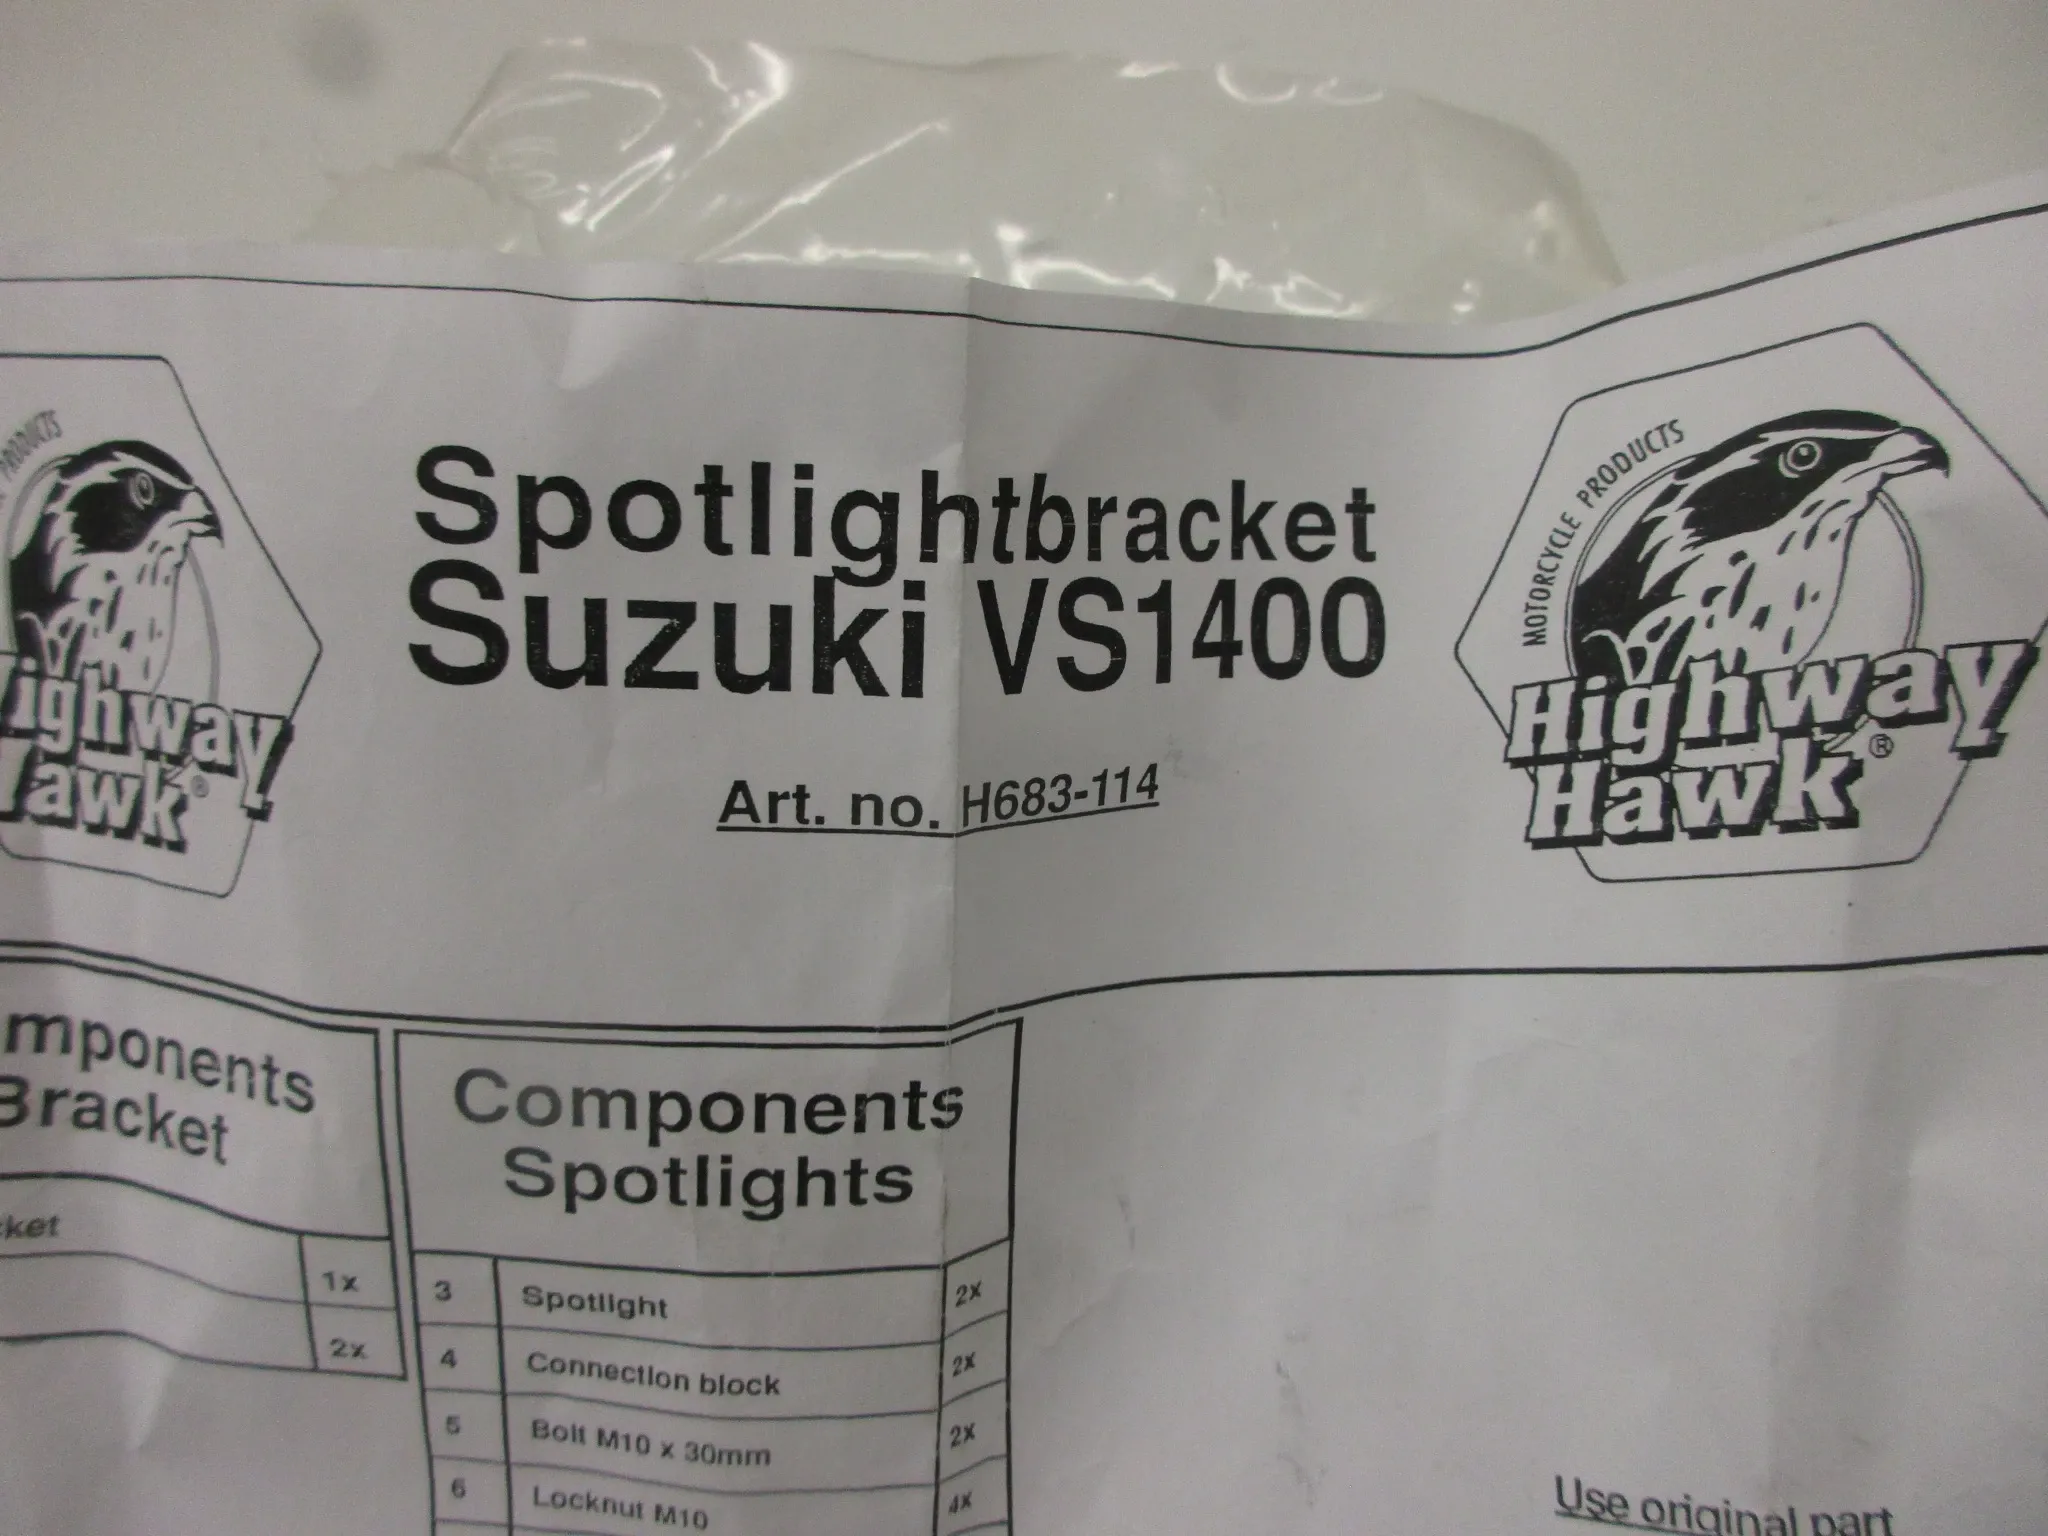 PRODUCTS
Highway
Hawk®
Spotlightbracket
Suzuki VS1400
Art. no. H683-114
MOTORCYCLE PRODUCTS
Highway
Hawk®
mponents
Bracket
cket
1x
2x
Components
Spotlights
3 Spotlight 2x
4 Connection block 2x
5 Bolt M10 x 30mm 2x
6 Locknut M10 4x
Use original part